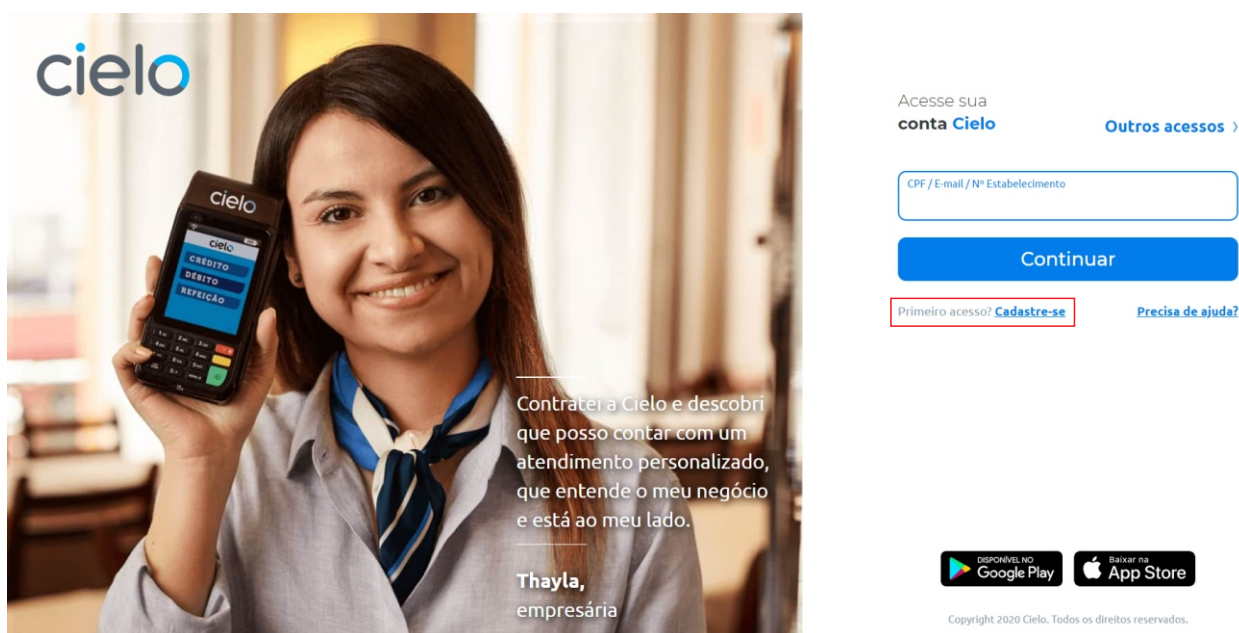 cielo
cielo
cielo
CRÉDITO
DÉBITO
REFEIÇÃO
Contratei a Cielo e descobri
que posso contar com um
atendimento personalizado,
que entende o meu negócio
e está ao meu lado.
Thayla,
empresária
Acesse sua
conta Cielo
Outros acessos >
CPF / E-mail / Nº Estabelecimento
Continuar
Primeiro acesso? Cadastre-se
Precisa de ajuda?
DISPONÍVEL NO
Google Play
Baixar na
App Store
Copyright 2020 Cielo. Todos os direitos reservados.